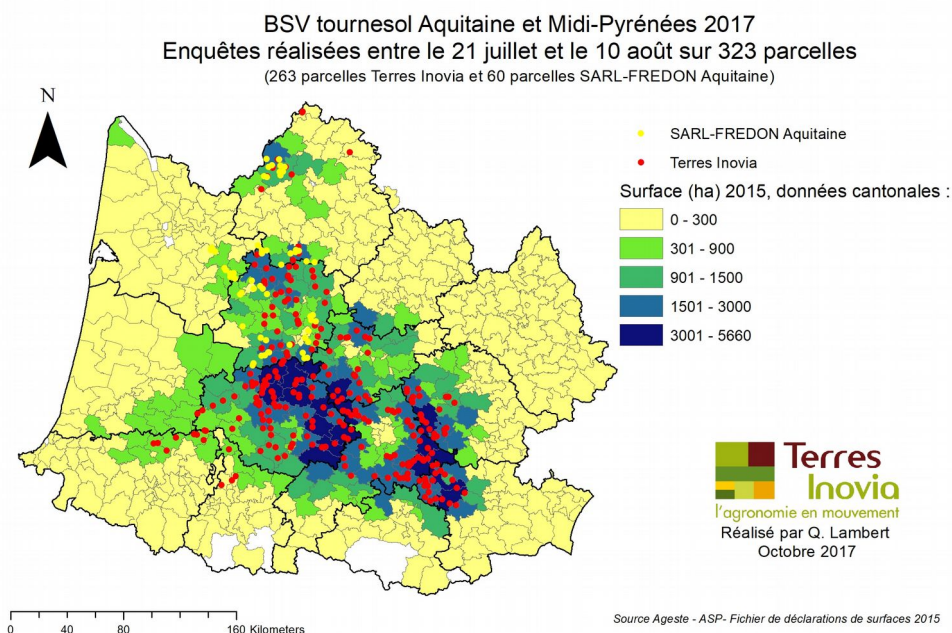 BSV tournesol Aquitaine et Midi-Pyrénées 2017
Enquêtes réalisées entre le 21 juillet et le 10 août sur 323 parcelles
(263 parcelles Terres Inovia et 60 parcelles SARL-FREDON Aquitaine)
N
SARL-FREDON Aquitaine
Terres Inovia
Surface (ha) 2015, données cantonales :
0 - 300
301 - 900
901 - 1500
1501 - 3000
3001 - 5660
Terres
Inovia
l'agronomie en mouvement
Réalisé par Q. Lambert
Octobre 2017
0 40 80 160 Kilometers
Source Ageste - ASP- Fichier de déclarations de surfaces 2015